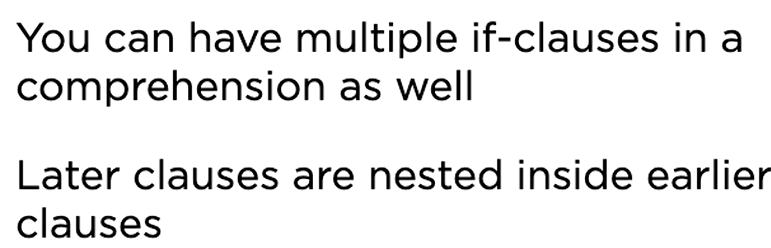 You can have multiple if-clauses in a
comprehension as well
Later clauses are nested inside earlier
clauses